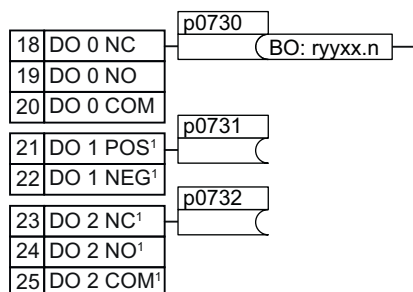 p0730
18 DO 0 NC
BO: ryyxx.n
19 DO 0 NO
20 DO 0 COM
p0731
21 DO 1 POS¹
22 DO 1 NEG¹
p0732
23 DO 2 NC¹
24 DO 2 NO¹
25 DO 2 COM¹